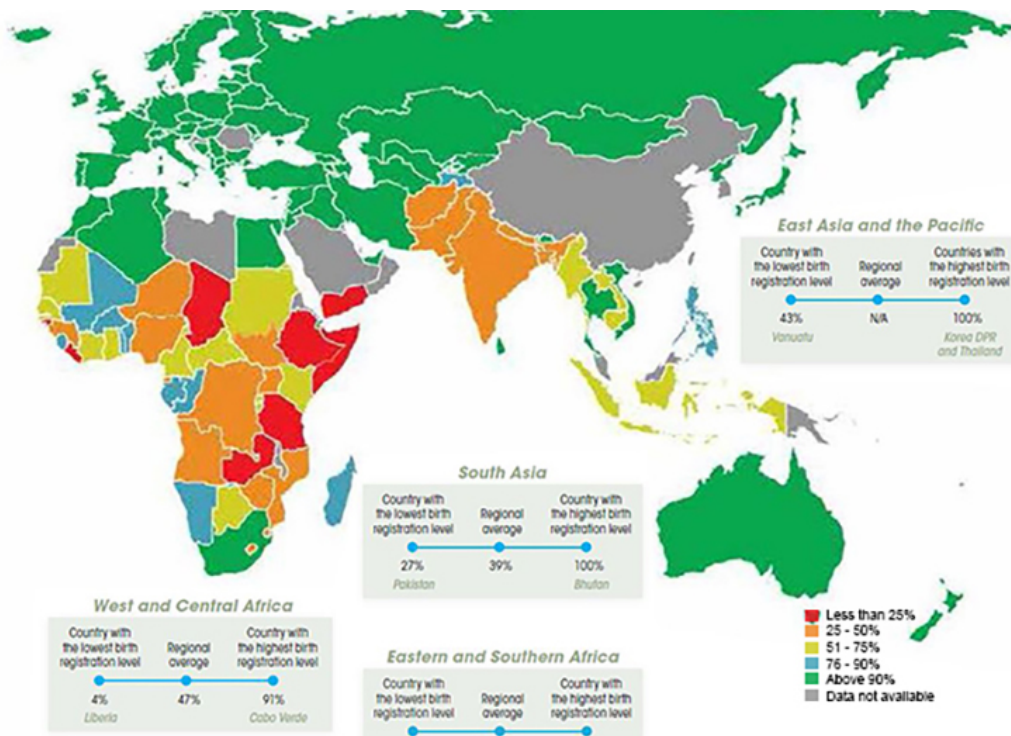 East Asia and the Pacific
Country with
the lowest birth
registration level
Regional
average
Countries with
the highest birth
registration level
43%
N/A
100%
Vanuatu
Korea DPR
and Thailand
South Asia
Country with
the lowest birth
registration level
Regional
average
Country with
the highest birth
registration level
27%
39%
100%
Pakistan
Bhutan
West and Central Africa
Country with
the lowest birth
registration level
Regional
average
Country with
the highest birth
registration level
4%
47%
91%
Liberia
Cabo Verde
Eastern and Southern Africa
Country with
the lowest birth
registration level
Regional
average
Country with
the highest birth
registration level
Less than 25%
25 - 50%
51 - 75%
76 - 90%
Above 90%
Data not available